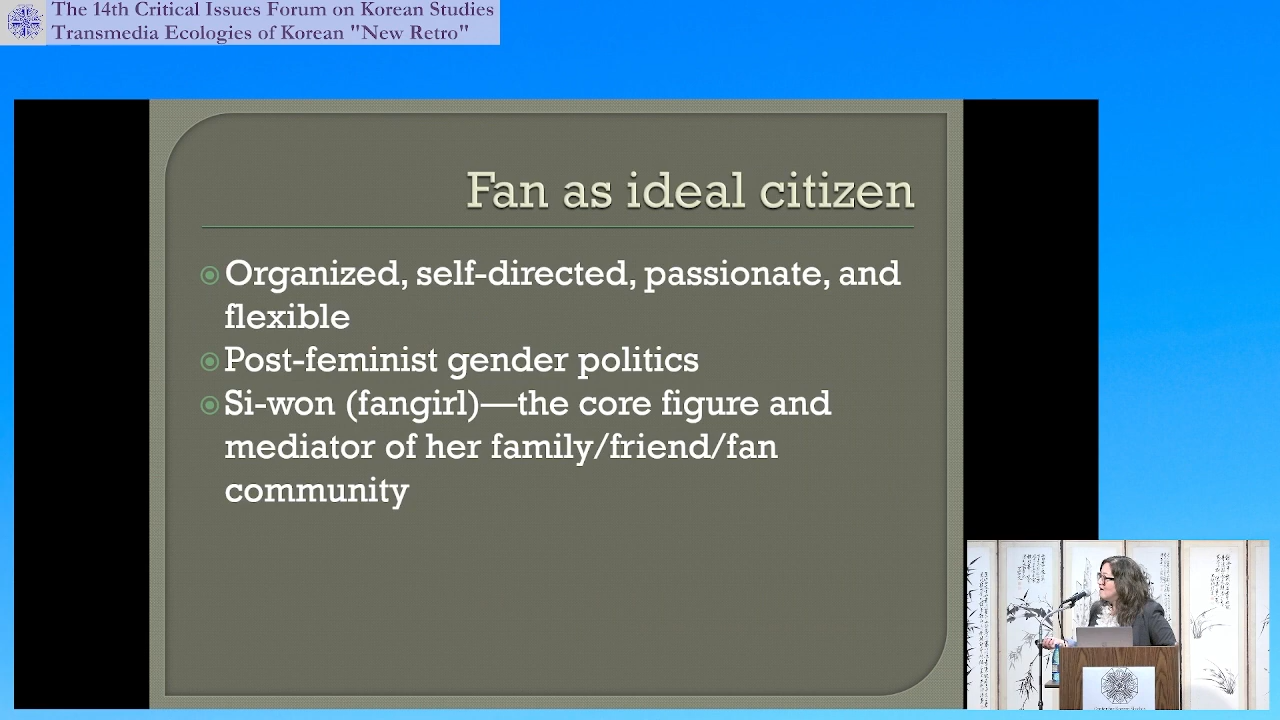 The 14th Critical Issues Forum on Korean Studies
Transmedia Ecologies of Korean "New Retro"
Fan as ideal citizen
Organized, self-directed, passionate, and
flexible
Post-feminist gender politics
Si-won (fangirl)—the core figure and
mediator of her family/friend/fan
community